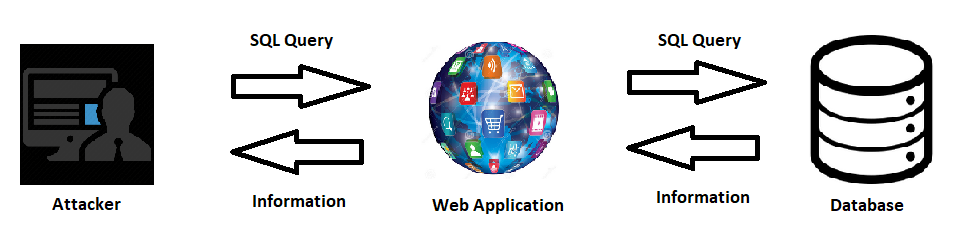 SQL Query
SQL Query
Information
Information
Attacker
Web Application
Database